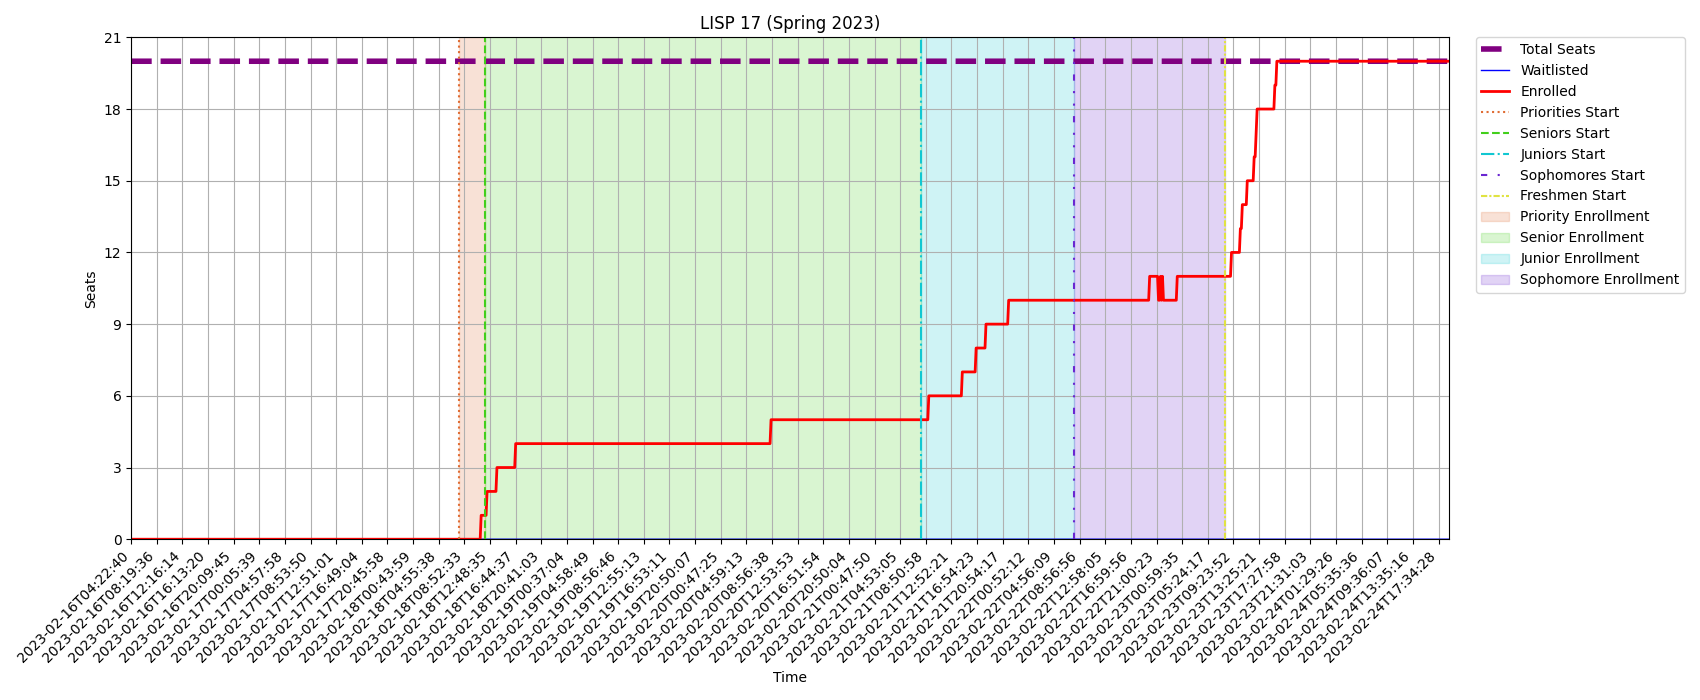 LISP 17 (Spring 2023)
21
18
15
12
9
6
3
0
Seats
Total Seats
Waitlisted
Enrolled
Priorities Start
Seniors Start
Juniors Start
Sophomores Start
Freshmen Start
Priority Enrollment
Senior Enrollment
Junior Enrollment
Sophomore Enrollment
2023-02-16T04:22:40
2023-02-16T08:19:36
2023-02-16T12:16:14
2023-02-16T16:13:20
2023-02-16T20:09:45
2023-02-17T00:05:39
2023-02-17T04:57:58
2023-02-17T08:53:50
2023-02-17T12:51:01
2023-02-17T16:49:04
2023-02-17T20:45:58
2023-02-18T00:43:59
2023-02-18T04:55:38
2023-02-18T08:52:33
2023-02-18T12:48:35
2023-02-18T16:44:37
2023-02-18T20:41:03
2023-02-19T00:37:04
2023-02-19T04:58:49
2023-02-19T08:56:46
2023-02-19T12:55:13
2023-02-19T16:53:11
2023-02-19T20:50:07
2023-02-20T00:47:25
2023-02-20T04:59:13
2023-02-20T08:56:38
2023-02-20T12:53:53
2023-02-20T16:51:54
2023-02-20T20:50:04
2023-02-21T00:47:50
2023-02-21T04:53:05
2023-02-21T08:50:58
2023-02-21T12:52:21
2023-02-21T16:54:23
2023-02-21T20:54:17
2023-02-22T00:52:12
2023-02-22T04:56:09
2023-02-22T08:56:56
2023-02-22T12:58:05
2023-02-22T16:59:56
2023-02-22T21:00:23
2023-02-23T00:59:35
2023-02-23T05:24:17
2023-02-23T09:23:52
2023-02-23T13:25:21
2023-02-23T17:27:58
2023-02-23T21:31:03
2023-02-24T01:29:26
2023-02-24T05:35:36
2023-02-24T09:36:07
2023-02-24T13:35:16
2023-02-24T17:34:28
Time